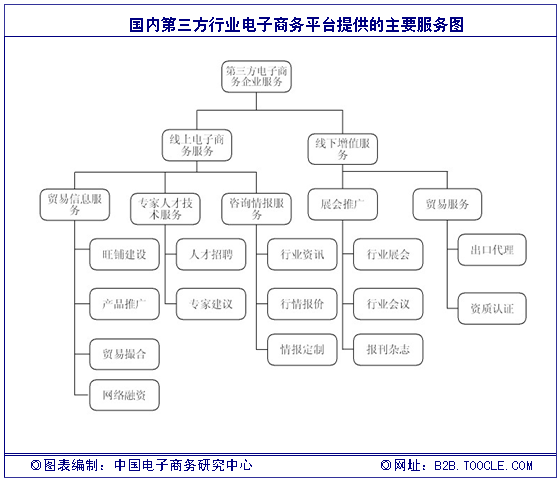 国内第三方行业电子商务平台提供的主要服务图
第三方电子商
务企业服务
线上电子商
务服务
线下增值服
务
贸易信息服
务
专家人才技
术服务
咨询情报服
务
展会推广
贸易服务
旺铺建设
人才招聘
行业资讯
行业展会
出口代理
产品推广
专家建议
行情报价
行业会议
资质认证
贸易撮合
情报定制
报刊杂志
网络融资
◎图表编制：中国电子商务研究中心
◎网址：B2B.TOOCLE.COM